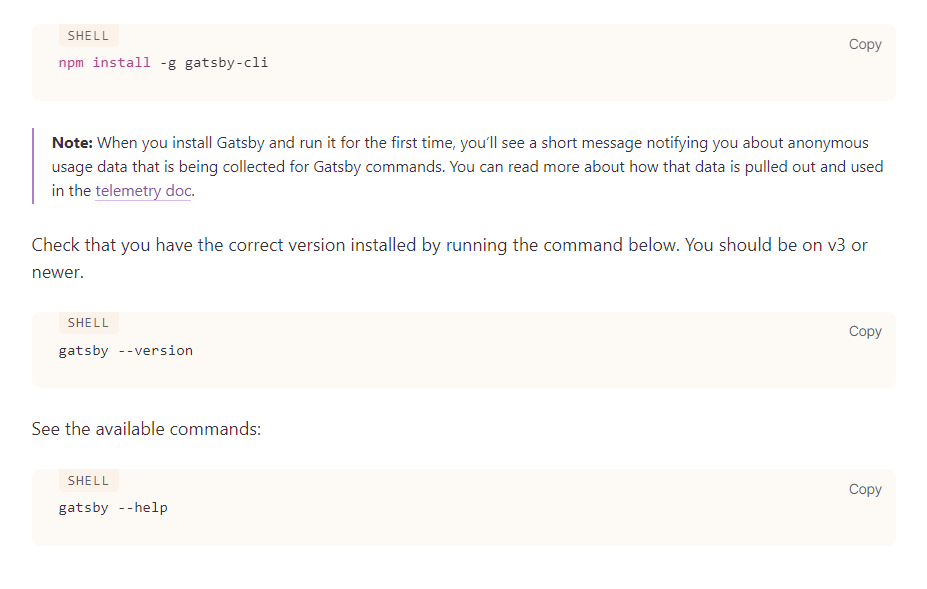 SHELL
Copy
npm install -g gatsby-cli
Note: When you install Gatsby and run it for the first time, you’ll see a short message notifying you about anonymous
usage data that is being collected for Gatsby commands. You can read more about how that data is pulled out and used
in the telemetry doc.
Check that you have the correct version installed by running the command below. You should be on v3 or
newer.
SHELL
Copy
gatsby --version
See the available commands:
SHELL
Copy
gatsby --help